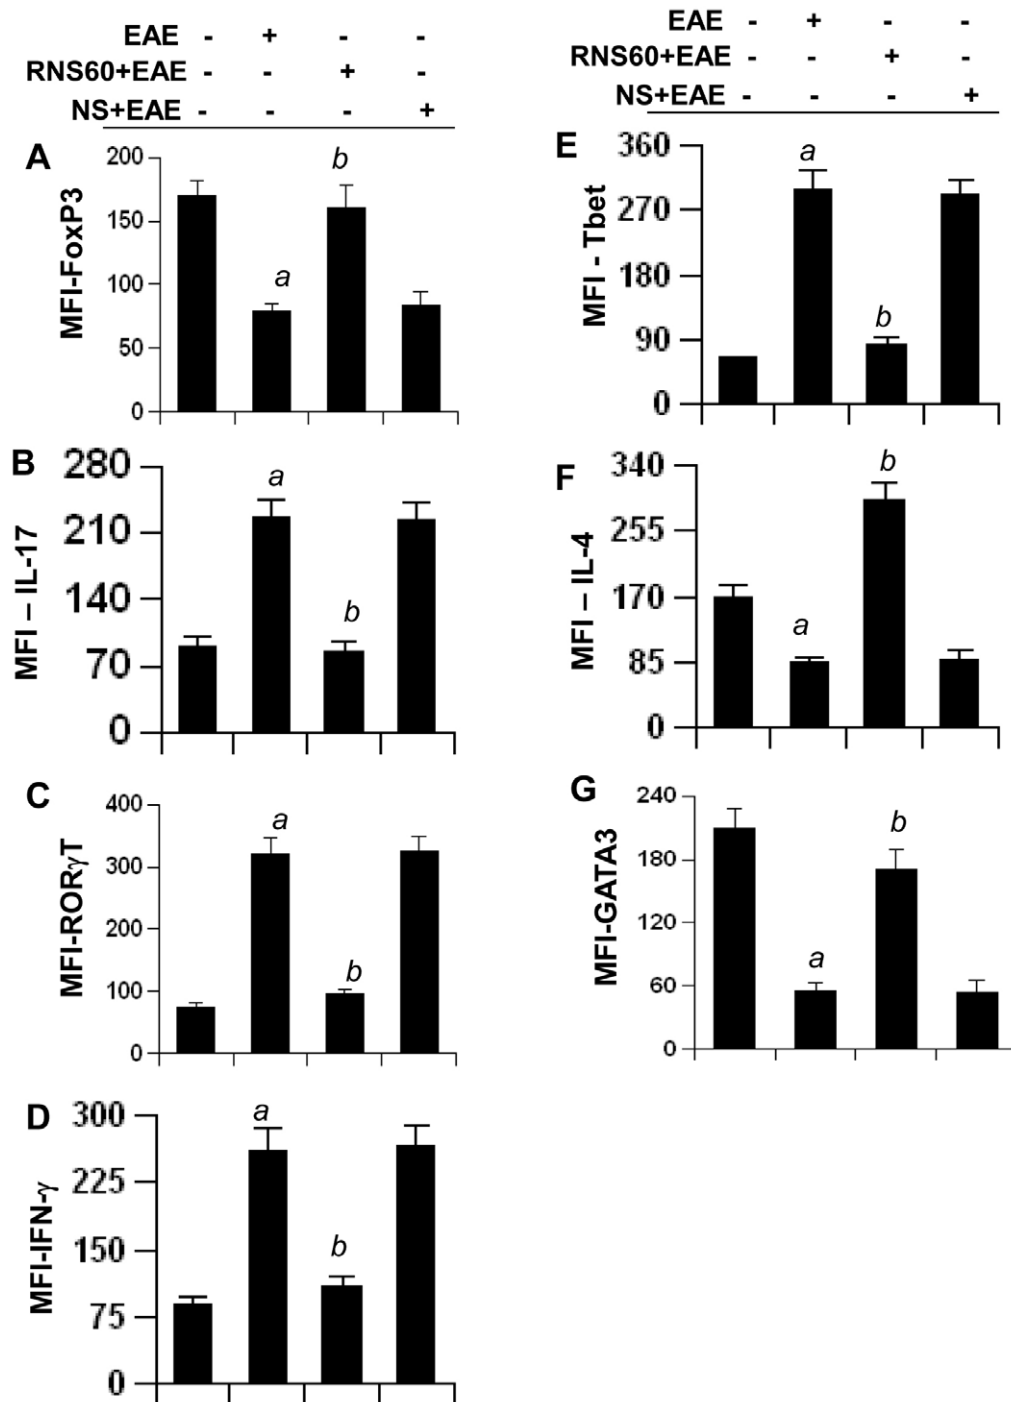 EAE - + - -
RNS60+EAE - - + -
NS+EAE - - - +
A
MFI-FoxP3
200
150
100
50
0
a
b
B
MFI – IL-17
280
210
140
70
0
a
b
C
MFI-RORγT
400
300
200
100
0
a
b
D
MFI-IFN-γ
300
225
150
75
0
a
b
EAE - + - -
RNS60+EAE - - + -
NS+EAE - - - +
E
MFI - Tbet
360
270
180
90
0
a
b
F
MFI – IL-4
340
255
170
85
0
a
b
G
MFI-GATA3
240
180
120
60
0
a
b